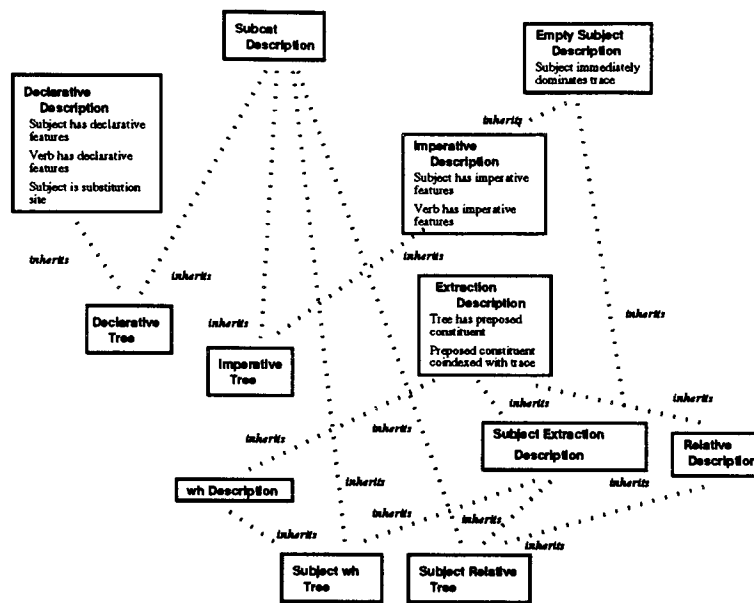 Subcat
Description
Empty Subject
Description
Subject immediately
dominates trace
Declarative
Description
Subject has declarative
features
Verb has declarative
features
Subject is substitution
site
inherits
Imperative
Description
Subject has imperative
features
Verb has imperative
features
inherits
inherits
inherits
Extraction
Description
Tree has preposed
constituent
Preposed constituent
coindexed with trace
Declarative
Tree
inherits
inherits
inherits
Imperative
Tree
inherits
inherits
inherits
inherits
inherits
Subject Extraction
Description
Relative
Description
wh Description
inherits
inherits
inherits
inherits
inherits
inherits
Subject wh
Tree
Subject Relative
Tree